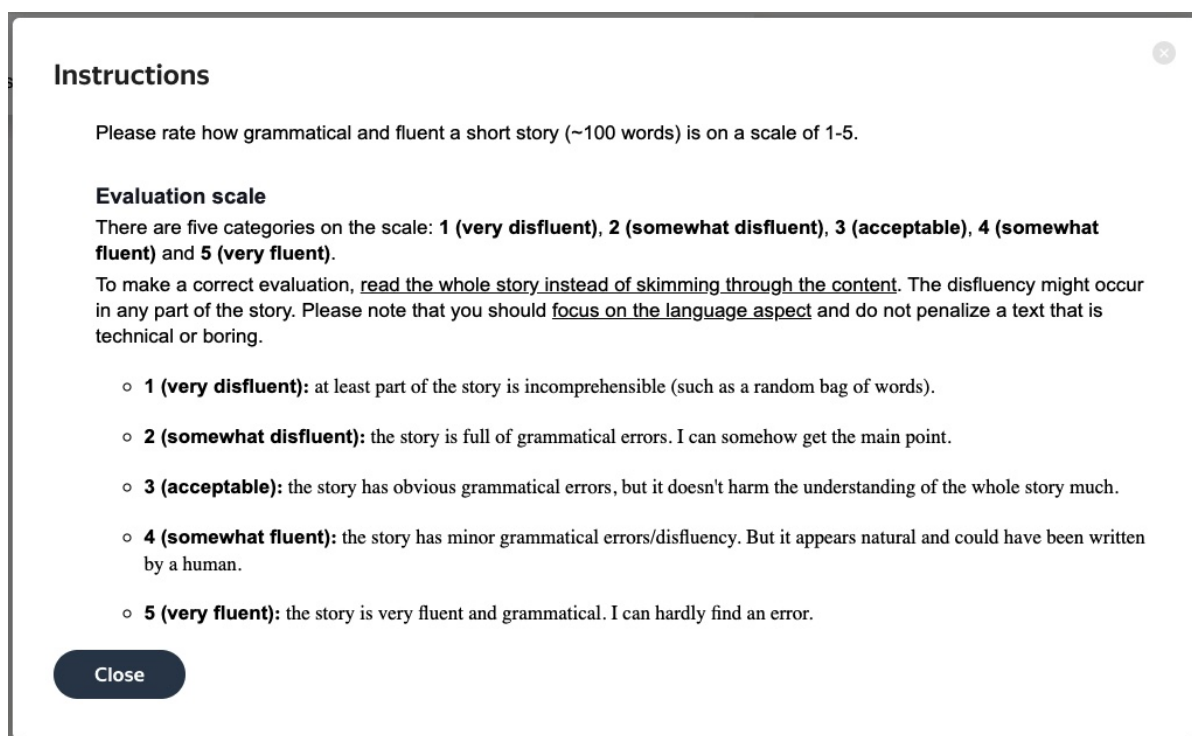 Instructions
Please rate how grammatical and fluent a short story (~100 words) is on a scale of 1-5.
Evaluation scale
There are five categories on the scale: 1 (very disfluent), 2 (somewhat disfluent), 3 (acceptable), 4 (somewhat
fluent) and 5 (very fluent).
To make a correct evaluation, read the whole story instead of skimming through the content. The disfluency might occur
in any part of the story. Please note that you should focus on the language aspect and do not penalize a text that is
technical or boring.
1 (very disfluent): at least part of the story is incomprehensible (such as a random bag of words).
2 (somewhat disfluent): the story is full of grammatical errors. I can somehow get the main point.
3 (acceptable): the story has obvious grammatical errors, but it doesn't harm the understanding of the whole story much.
4 (somewhat fluent): the story has minor grammatical errors/disfluency. But it appears natural and could have been written
by a human.
5 (very fluent): the story is very fluent and grammatical. I can hardly find an error.
Close